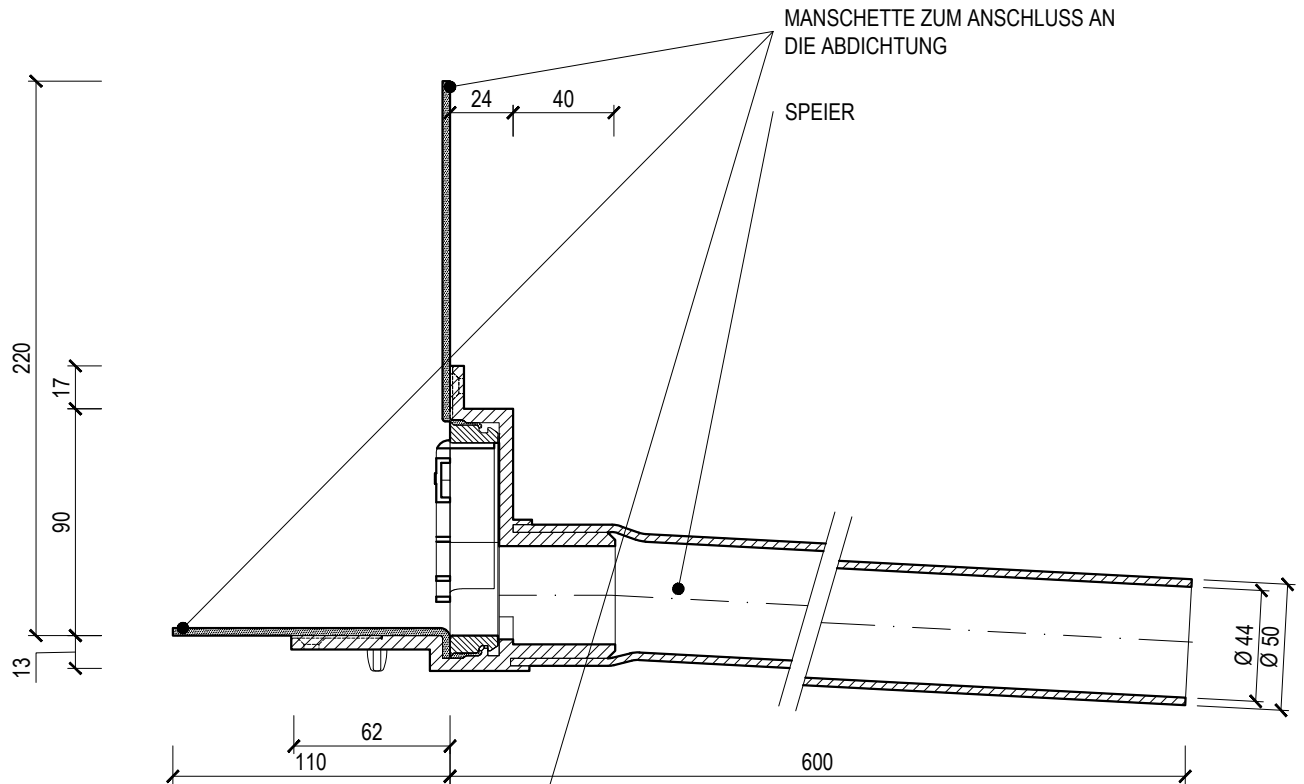 MANSCHETTE ZUM ANSCHLUSS AN
DIE ABDICHTUNG
24
40
SPEIER
220
17
90
13
Ø 44
Ø 50
62
110
600